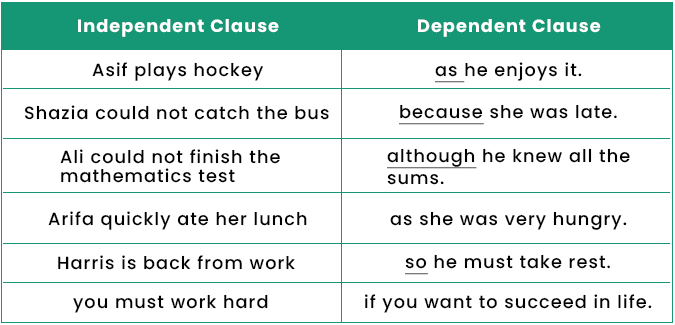 Independent Clause Dependent Clause
Asif plays hockey as he enjoys it.
Shazia could not catch the bus because she was late.
Ali could not finish the although he knew all the
mathematics test sums.
Arifa quickly ate her lunch as she was very hungry.
Harris is back from work so he must take rest.
you must work hard if you want to succeed in life.